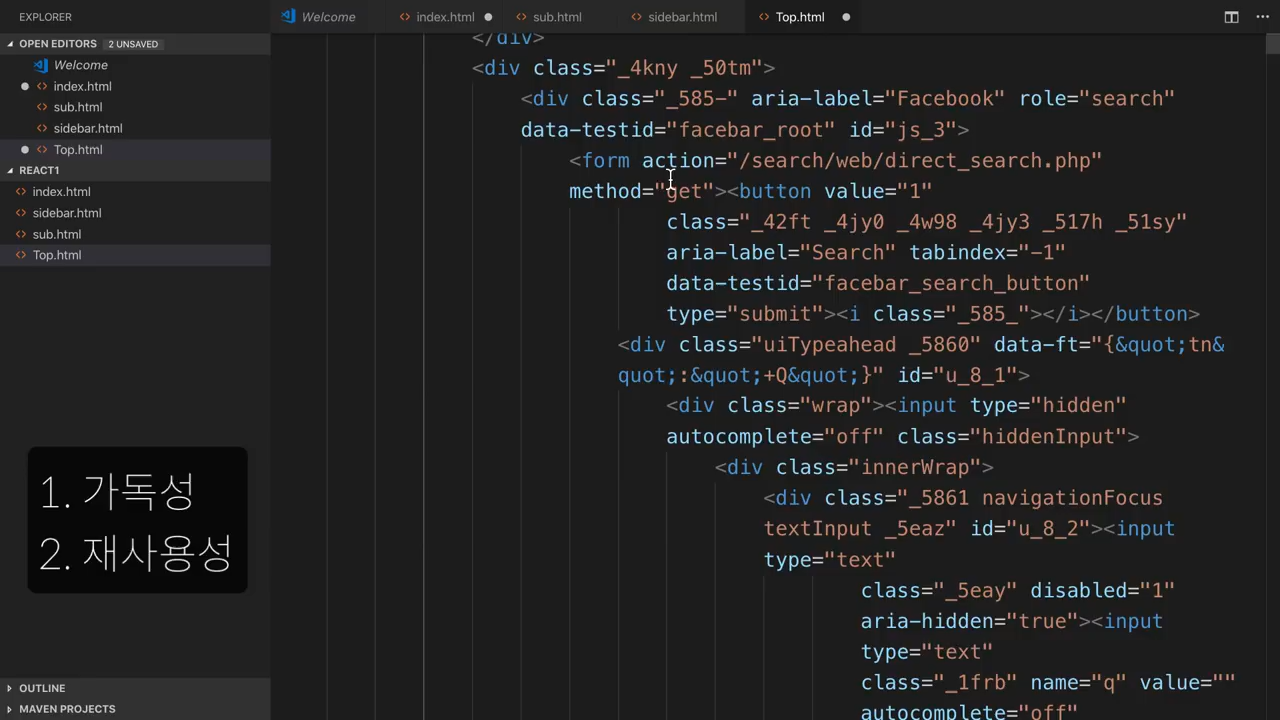 EXPLORER
OPEN EDITORS 2 UNSAVED
Welcome
index.html
sub.html
sidebar.html
Top.html
REACT1
index.html
sidebar.html
sub.html
Top.html
1. 가독성
2. 재사용성
OUTLINE
MAVEN PROJECTS
Welcome
index.html
sub.html
sidebar.html
Top.html
</div>
<div class="_4kny _50tm">
<div class="_585-" aria-label="Facebook" role="search"
data-testid="facebar_root" id="js_3">
<form action="/search/web/direct_search.php"
method="get"><button value="1"
class="_42ft _4jy0 _4w98 _4jy3 _517h _51sy"
aria-label="Search" tabindex="-1"
data-testid="facebar_search_button"
type="submit"><i class="_585_"></i></button>
<div class="uiTypeahead _5860" data-ft="{&quot;tn&
quot;:&quot;+Q&quot;}" id="u_8_1">
<div class="wrap"><input type="hidden"
autocomplete="off" class="hiddenInput">
<div class="innerWrap">
<div class="_5861 navigationFocus
textInput _5eaz" id="u_8_2"><input
type="text"
class="_5eay" disabled="1"
aria-hidden="true"><input
type="text"
class="_1frb" name="q" value=""
autocomplete="off"